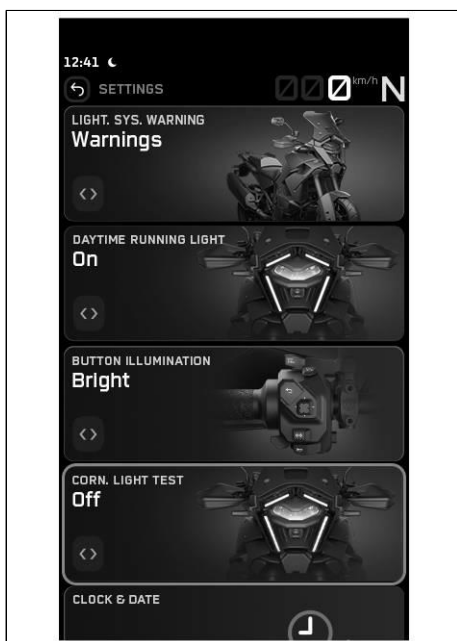 12:41
SETTINGS
000 km/h N
LIGHT. SYS. WARNING
Warnings
DAYTIME RUNNING LIGHT
On
BUTTON ILLUMINATION
Bright
CORN. LIGHT TEST
Off
CLOCK & DATE